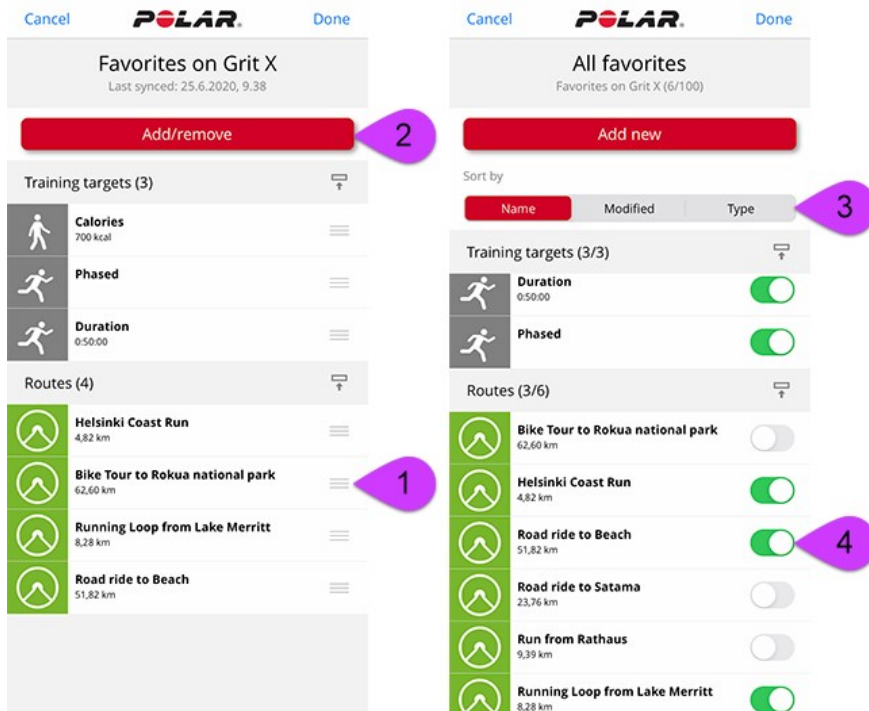 Cancel
POLAR.
Done
Favorites on Grit X
Last synced: 25.6.2020, 9.38
Add/remove
2
Training targets (3)
Calories
700 kcal
Phased
Duration
0:50:00
Routes (4)
Helsinki Coast Run
4,82 km
Bike Tour to Rokua national park
62,60 km
1
Running Loop from Lake Merritt
8,28 km
Road ride to Beach
51,82 km
Cancel
POLAR.
Done
All favorites
Favorites on Grit X (6/100)
Add new
Sort by
Name Modified Type
3
Training targets (3/3)
Duration
0:50:00
Phased
Routes (3/6)
Bike Tour to Rokua national park
62,60 km
Helsinki Coast Run
4,82 km
Road ride to Beach
51,82 km
4
Road ride to Satama
23,76 km
Run from Rathaus
9,39 km
Running Loop from Lake Merritt
8,28 km